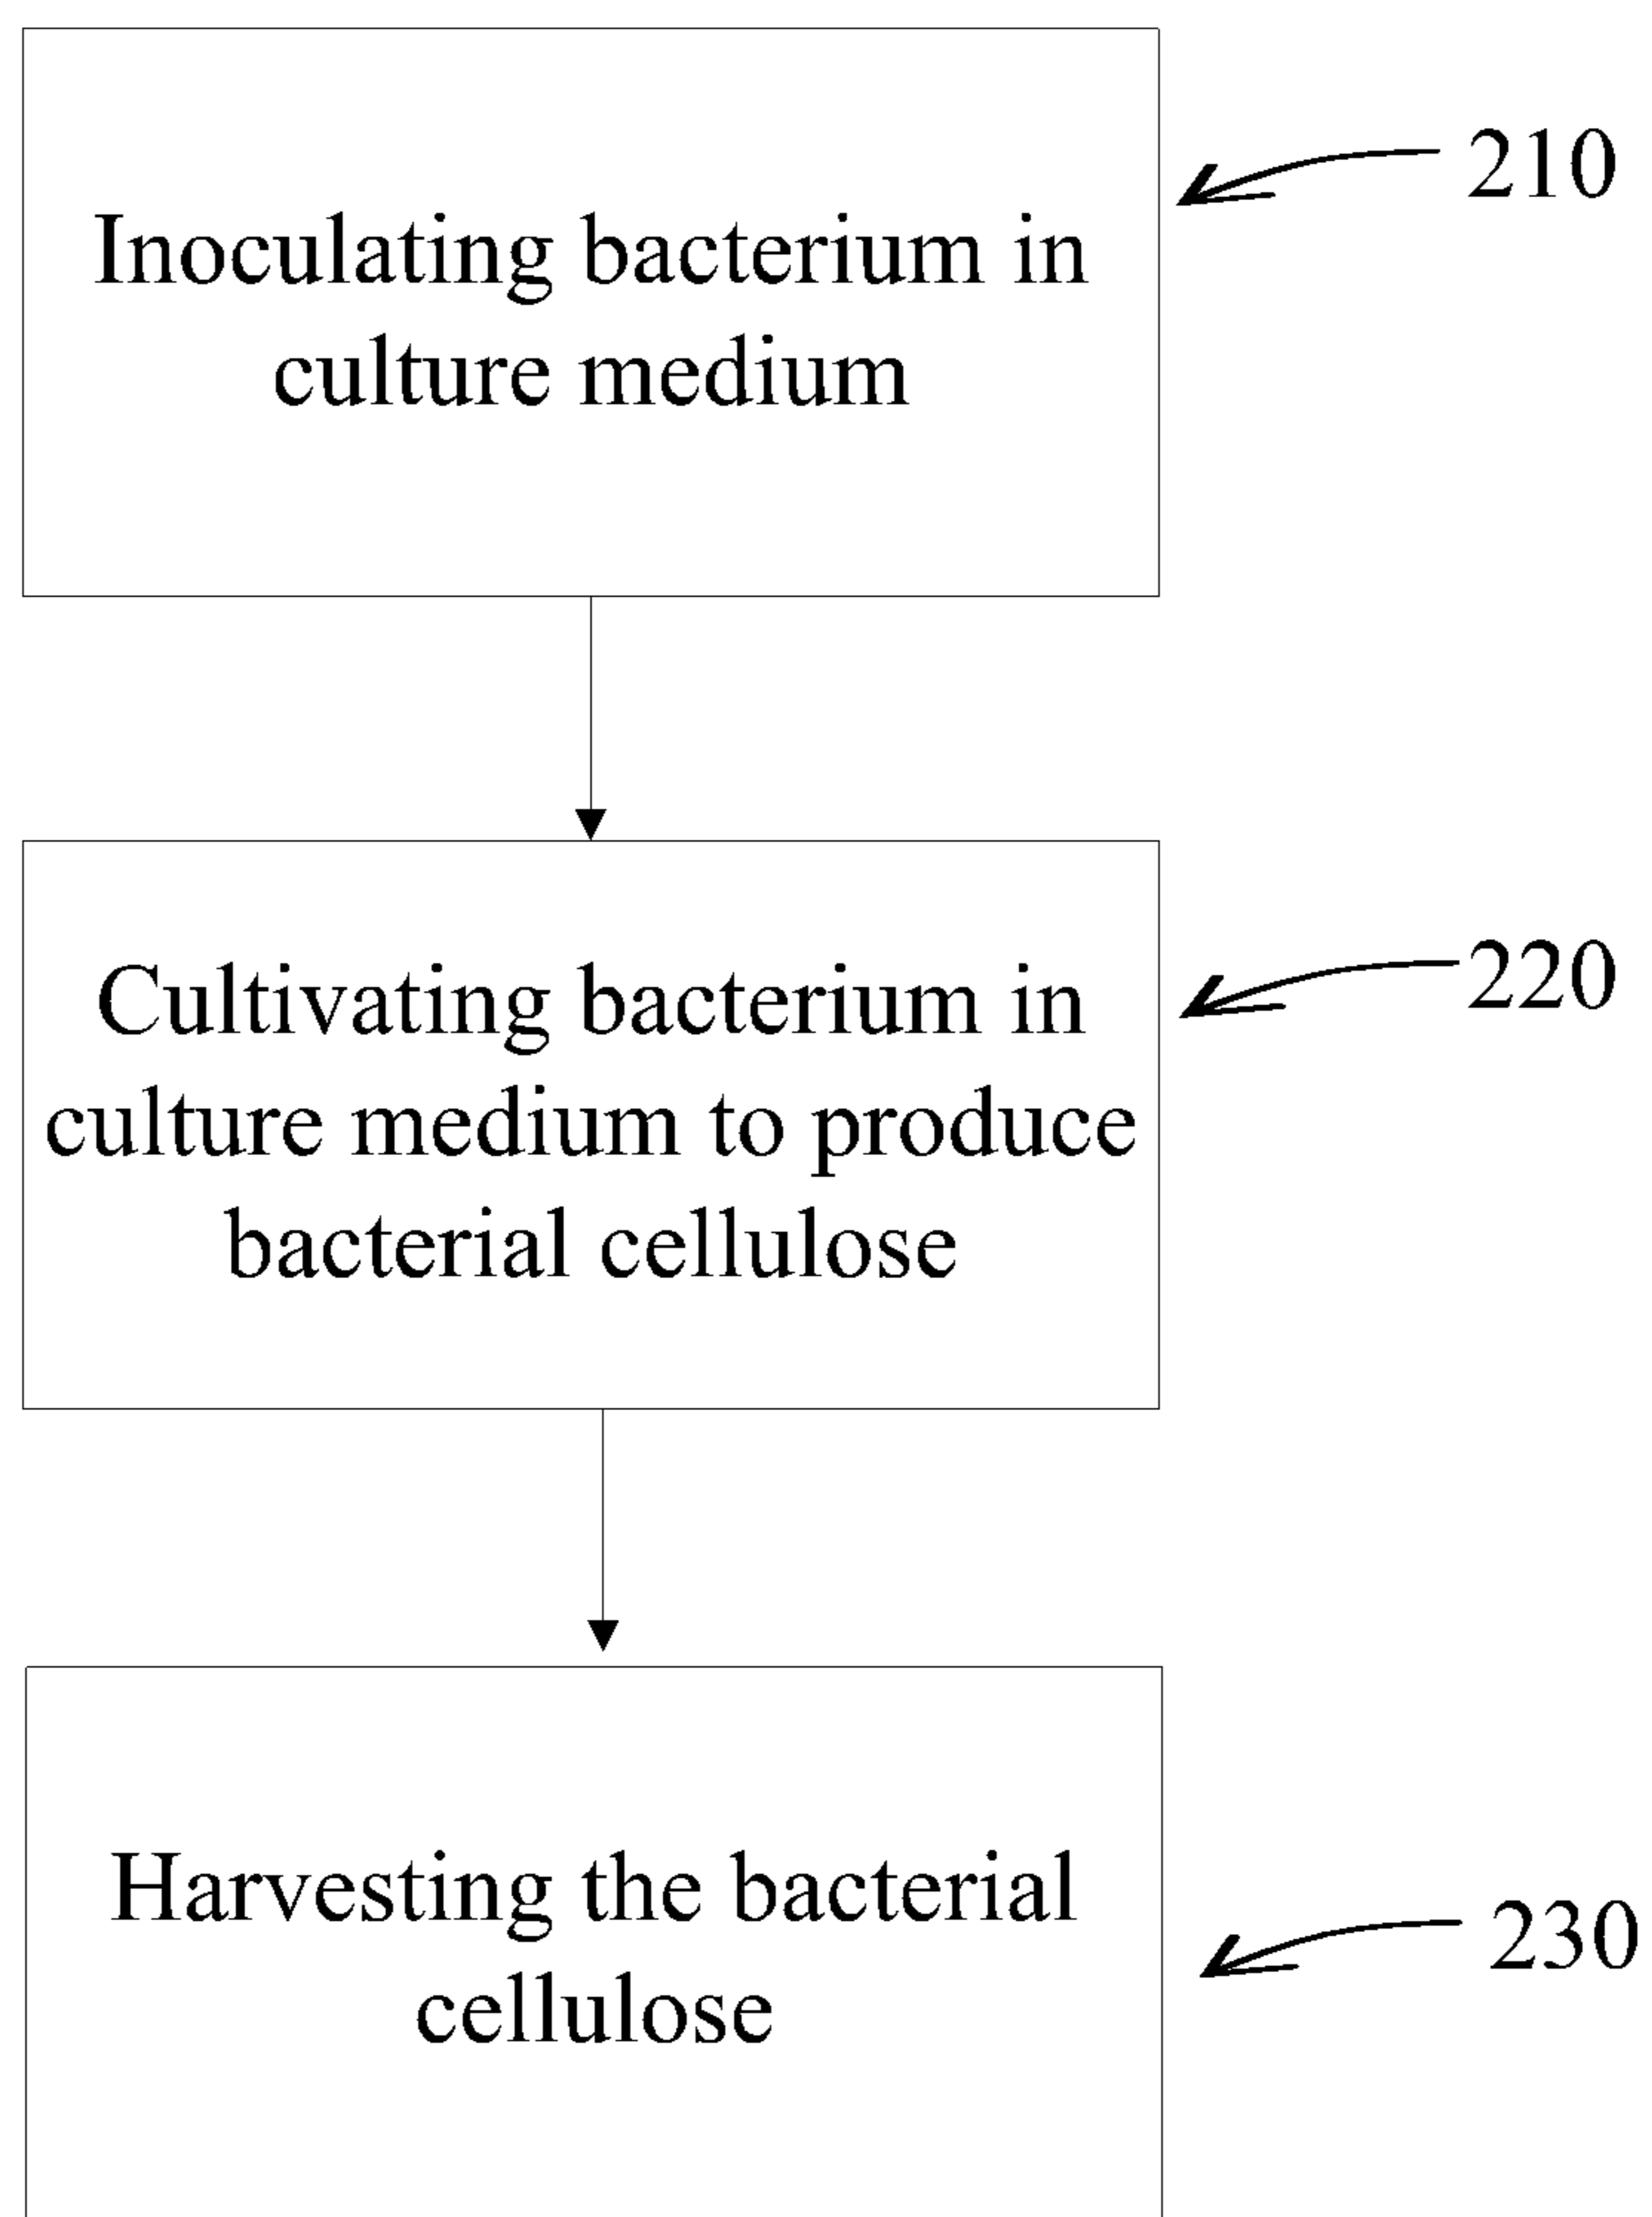 210
Inoculating bacterium in
culture medium
220
Cultivating bacterium in
culture medium to produce
bacterial cellulose
Harvesting the bacterial
230
cellulose